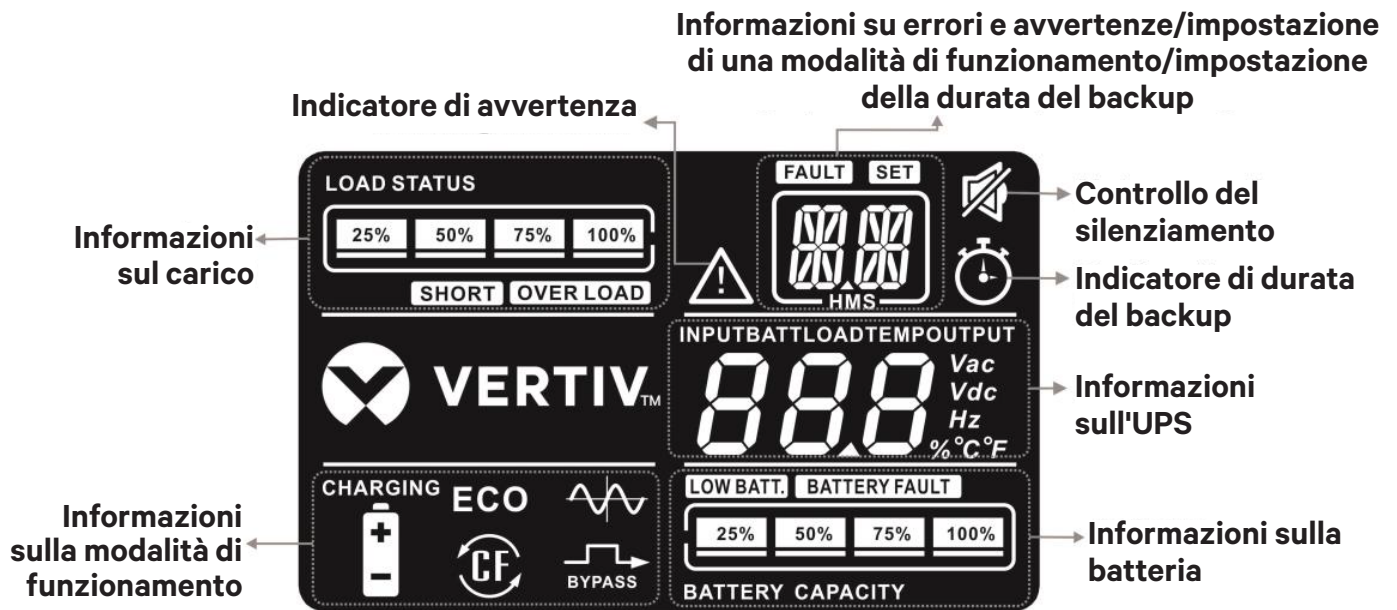 Informazioni su errori e avvertenze/impostazione
di una modalità di funzionamento/impostazione
della durata del backup
Indicatore di avvertenza
LOAD STATUS
25% 50% 75% 100%
SHORT OVER LOAD
Informazioni
sul carico
FAULT SET
HMS
Controllo del
silenziamento
Indicatore di durata
del backup
VERTIV™
INPUTBATTLOADTEMPOUTPUT
888
Vac
Vdc
Hz
%°C°F
Informazioni
sull'UPS
CHARGING
ECO
CF
BYPASS
Informazioni
sulla modalità di
funzionamento
LOW BATT. BATTERY FAULT
25% 50% 75% 100%
BATTERY CAPACITY
Informazioni sulla
batteria